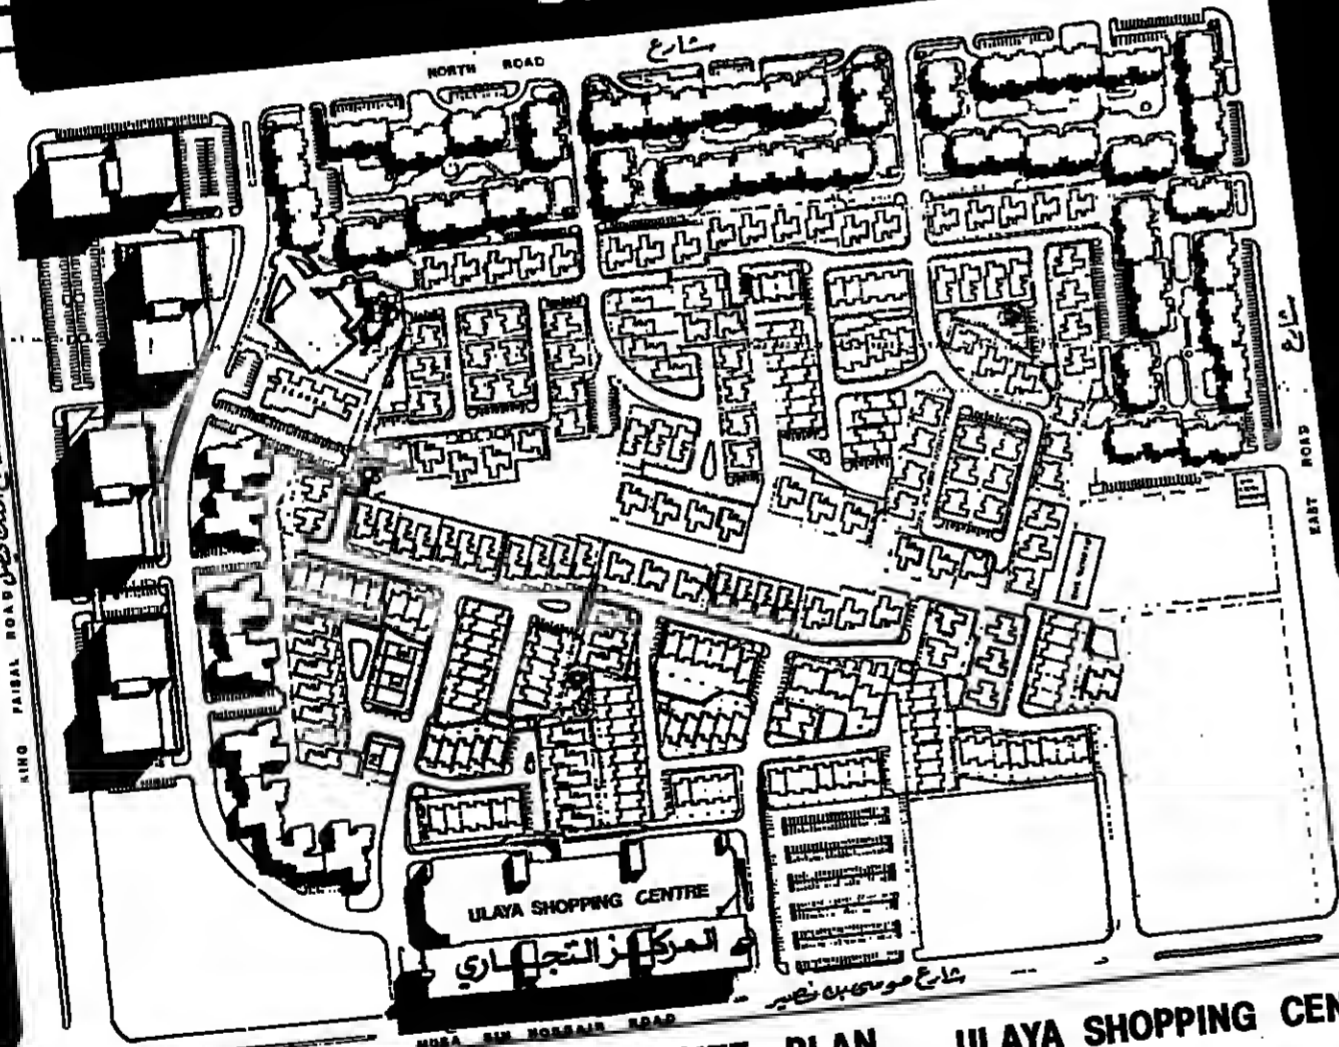 شارع
NORTH ROAD
شارع
EAST ROAD
KING FAISAL ROAD
ULAYA SHOPPING CENTRE
المركز التجاري
شارع موسى بن نصير
MUSA BIN NOSSAIR ROAD
PLAN ULAYA SHOPPING CEN